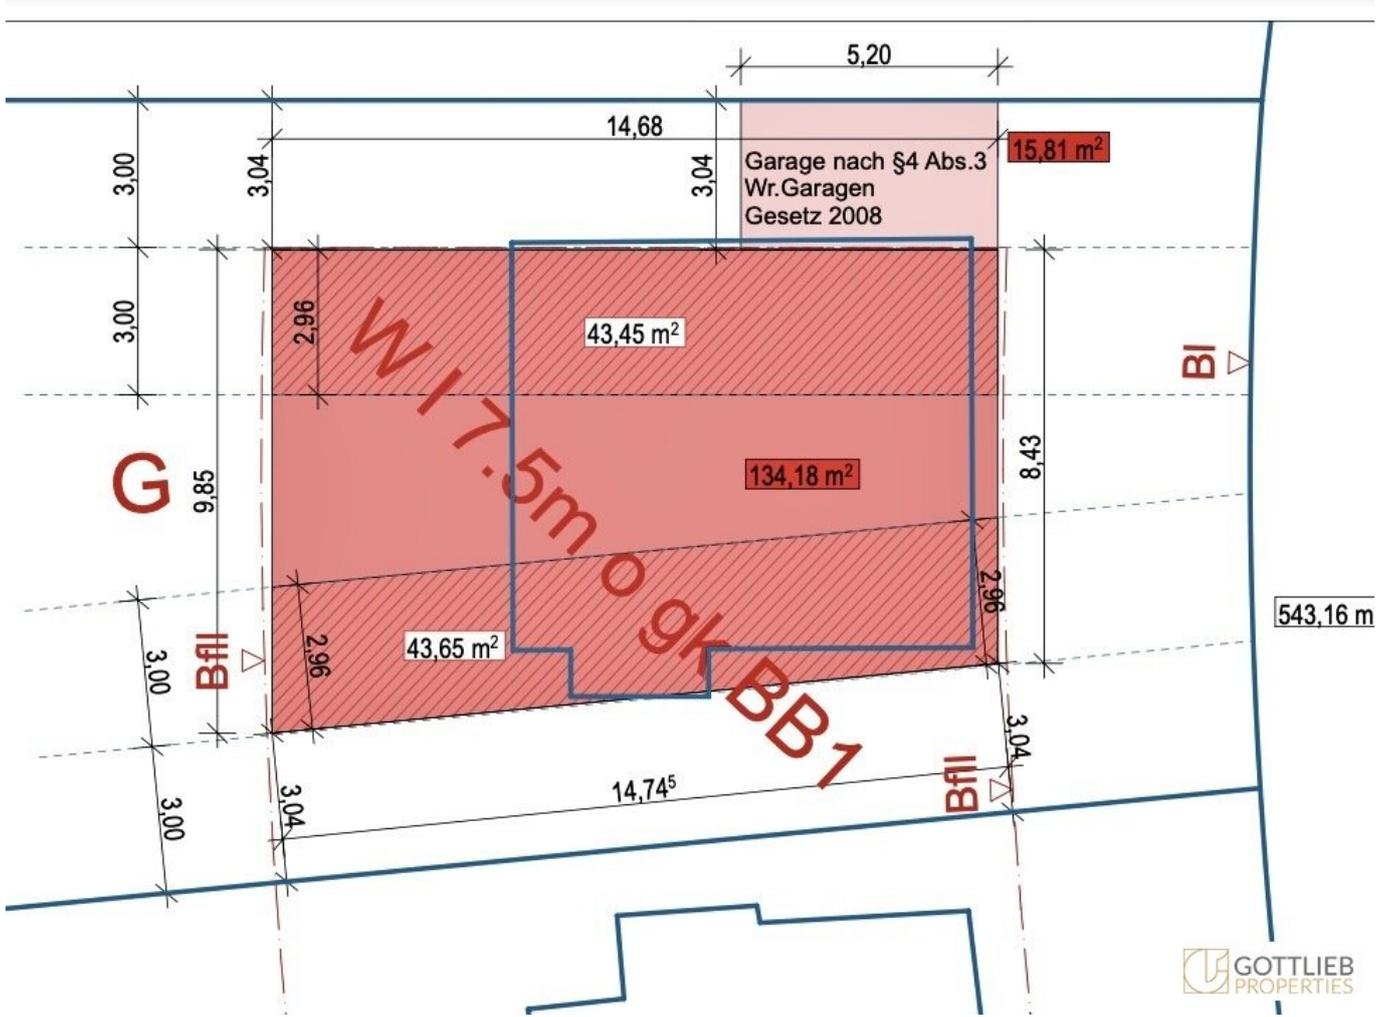 5,20
14,68
15,81 m²
3,00
3,04
3,04
Garage nach §4 Abs.3
Wr.Garagen
Gesetz 2008
3,00
2,96
43,45 m²
W I 7.5m o gk BB1
BI
G
9,85
134,18 m²
8,43
2,96
543,16 m
Bfll
3,00
2,96
43,65 m²
3,04
Bfll
14,74⁵
3,00
3,04
GOTTLIEB
PROPERTIES